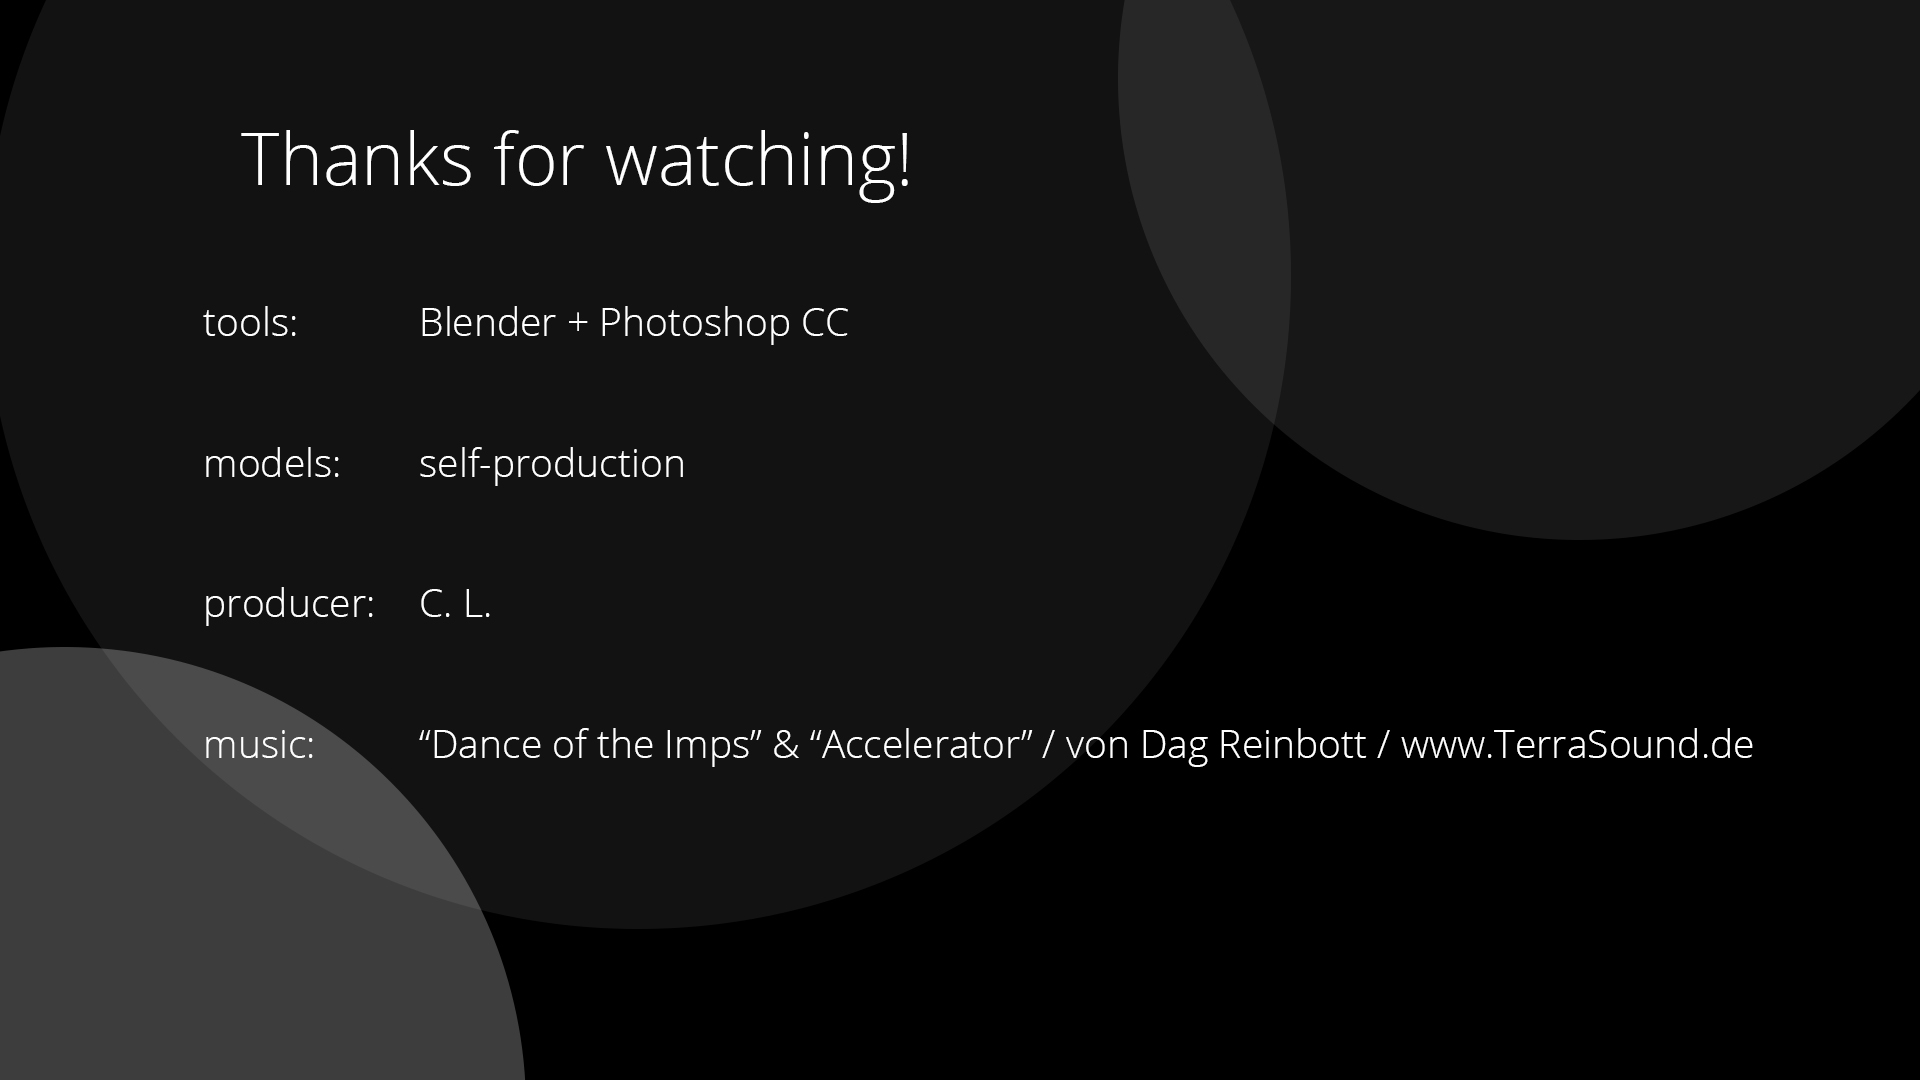 Thanks for watching!
tools: Blender + Photoshop CC
models: self-production
producer: C. L.
music: “Dance of the Imps” & “Accelerator” / von Dag Reinbott / www.TerraSound.de